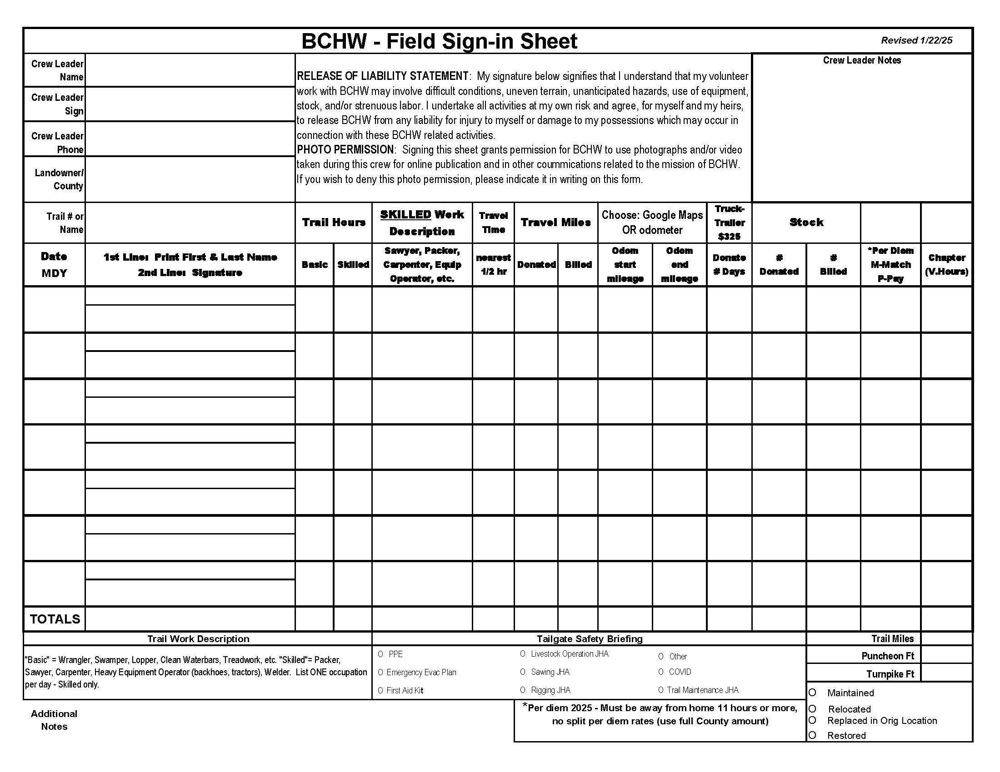 BCHW - Field Sign-in Sheet
Revised 1/22/25
Crew Leader
Name
Crew Leader
Sign
Crew Leader
Phone
Landowner/
County
RELEASE OF LIABILITY STATEMENT:  My signature below signifies that I understand that my volunteer
work with BCHW may involve difficult conditions, uneven terrain, unanticipated hazards, use of equipment,
stock, and/or strenuous labor. I undertake all activities at my own risk and agree, for myself and my heirs,
to release BCHW from any liability for injury to myself or damage to my possessions which may occur in
connection with these BCHW related activities.
PHOTO PERMISSION:  Signing this sheet grants permission for BCHW to use photographs and/or video
taken during this crew for online publication and in other coummications related to the mission of BCHW.
If you wish to deny this photo permission, please indicate it in writing on this form.
Crew Leader Notes
Trail # or
Name
Trail Hours
SKILLED Work
Description
Travel
Time
Travel Miles
Choose: Google Maps
OR odometer
Truck-
Trailer
$325
Stock
Date
MDY
1st Line:  Print First & Last Name
2nd Line:  Signature
Basic
Skilled
Sawyer, Packer,
Carpenter, Equip
Operator, etc.
nearest
1/2 hr
Donated
Billed
Odom
start
mileage
Odom
end
mileage
Donate
# Days
#
Donated
#
Billed
*Per Diem
M-Match
P-Pay
Chapter
(V.Hours)
TOTALS
Trail Work Description
"Basic" = Wrangler, Swamper, Lopper, Clean Waterbars, Treadwork, etc. "Skilled"= Packer,
Sawyer, Carpenter, Heavy Equipment Operator (backhoes, tractors), Welder.  List ONE occupation
per day - Skilled only.
Tailgate Safety Briefing
O PPE
O Emergency Evac Plan
O First Aid Kit
O Livestock Operation JHA
O Sawing JHA
O Rigging JHA
O Other
O COVID
O Trail Maintenance JHA
Trail Miles
Puncheon Ft
Turnpike Ft
O Maintained
O Relocated
O Replaced in Orig Location
O Restored
Additional
Notes
*Per diem 2025 - Must be away from home 11 hours or more,
no split per diem rates (use full County amount)